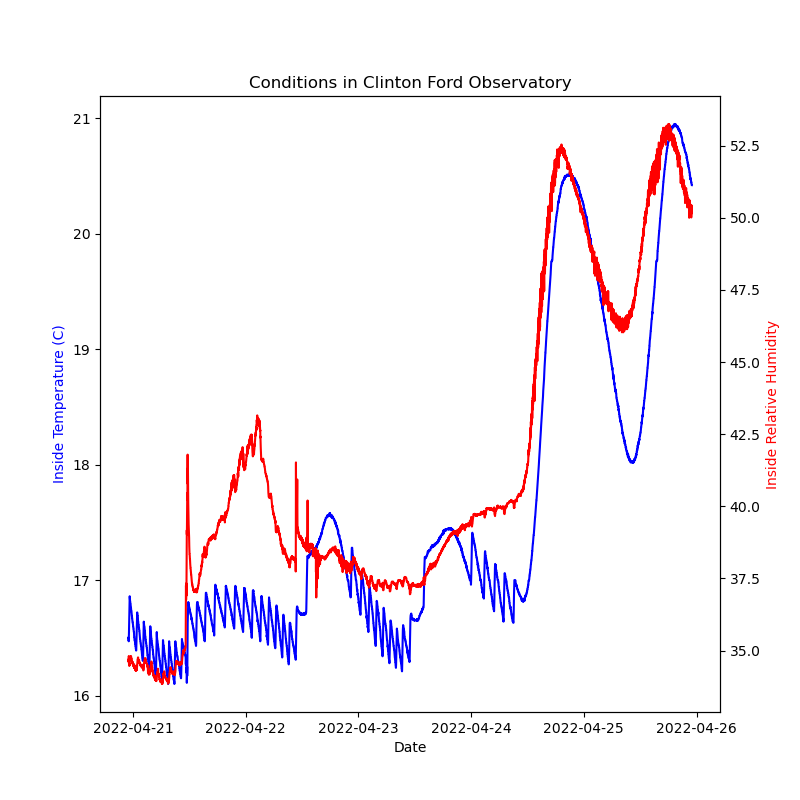 Conditions in Clinton Ford Observatory
21
20
19
18
17
16
Inside Temperature (C)
52.5
50.0
47.5
45.0
42.5
40.0
37.5
35.0
Inside Relative Humidity
2022-04-21 2022-04-22 2022-04-23 2022-04-24 2022-04-25 2022-04-26
Date